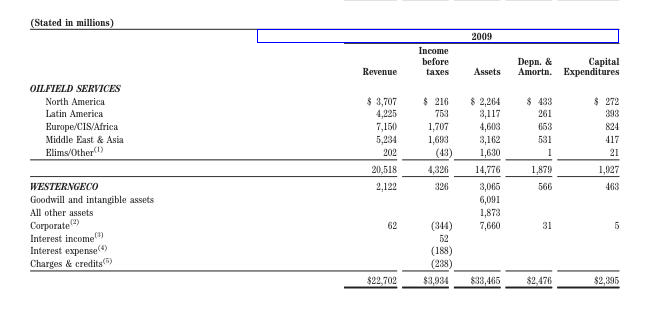 (Stated in millions)
2009
Income
before Depn. & Capital
Revenue taxes Assets Amortn. Expenditures
OILFIELD SERVICES
North America $ 3,707 $ 216 $ 2,264 $ 433 $ 272
Latin America 4,225 753 3,117 261 393
Europe/CIS/Africa 7,150 1,707 4,603 653 824
Middle East & Asia 5,234 1,693 3,162 531 417
Elims/Other(1) 202 (43) 1,630 1 21
20,518 4,326 14,776 1,879 1,927
WESTERNGECO 2,122 326 3,065 566 463
Goodwill and intangible assets 6,091
All other assets 1,873
Corporate(2) 62 (344) 7,660 31 5
Interest income(3) 52
Interest expense(4) (188)
Charges & credits(5) (238)
$22,702 $3,934 $33,465 $2,476 $2,395